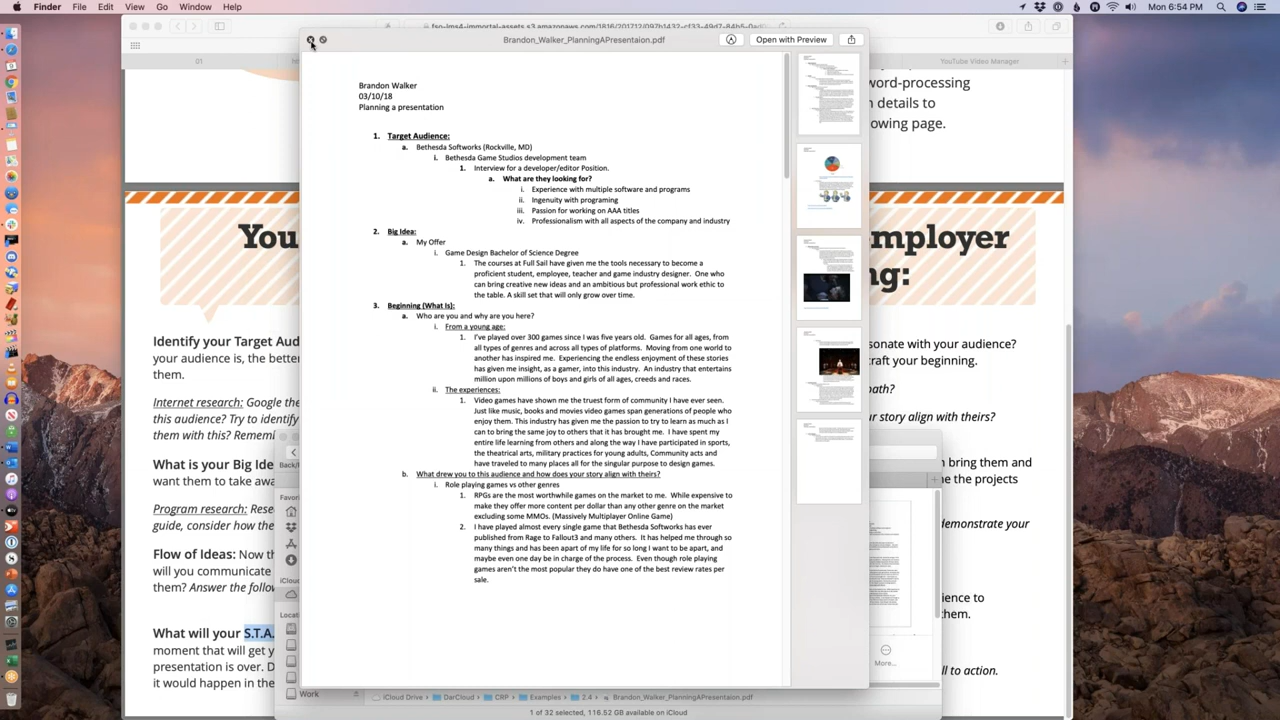 Finder File Edit View Go Window Help
Mon 6:54 PM
fso-lms4-immortal-assets.s3.amazonaws.com/1816/201712/
01
YouTube Video Manager
Brandon_Walker_PlanningAPresentaion.pdf
Open with Preview
Brandon Walker
03/10/18
Planning a presentation
1. Target Audience:
a. Bethesda Softworks (Rockville, MD)
i. Bethesda Game Studios development team
1. Interview for a developer/editor Position.
a. What are they looking for?
i. Experience with multiple software and programs
ii. Ingenuity with programing
iii. Passion for working on AAA titles
iv. Professionalism with all aspects of the company and industry
2. Big Idea:
a. My Offer
i. Game Design Bachelor of Science Degree
1. The courses at Full Sail have given me the tools necessary to become a
proficient student, employee, teacher and game industry designer. One who
can bring creative new ideas and an ambitious but professional work ethic to
the table. A skill set that will only grow over time.
3. Beginning (What Is):
a. Who are you and why are you here?
i. From a young age:
1. I've played over 300 games since I was five years old. Games for all ages, from
all types of genres and across all types of platforms. Moving from one world to
another has inspired me. Experiencing the endless enjoyment of these stories
has given me insight, as a gamer, into this industry. An industry that entertains
million upon millions of boys and girls of all ages, creeds and races.
ii. The experiences:
1. Video games have shown me the truest form of community I have ever seen.
Just like music, books and movies video games span generations of people who
enjoy them. This industry has given me the passion to try to learn as much as I
can to bring the same joy to others that it has brought me. I have spent my
entire life learning from others and along the way I have participated in sports,
the theatrical arts, military practices for young adults, Community acts and
have traveled to many places all for the singular purpose to design games.
b. What drew you to this audience and how does your story align with theirs?
i. Role playing games vs other genres
1. RPGs are the most worthwhile games on the market to me. While expensive to
make they offer more content per dollar than any other genre on the market
excluding some MMOs. (Massively Multiplayer Online Game)
2. I have played almost every single game that Bethesda Softworks has ever
published from Rage to Fallout3 and many others. It has helped me through so
many things and has been apart of my life for so long I want to be apart, and
maybe even one day be in charge of the process. Even though role playing
games aren't the most popular they do have one of the best review rates per
sale.
word-processing
details to
owing page.
You
mployer
ng:
Identify your Target Aud
your audience is, the better
them.
Internet research: Google the
this audience? Try to identify
them with this? Rememi
What is your Big Ide
want them to take awa
Program research: Rese
guide, consider how the
Flow of Ideas: Now th
will you communicate
them? Answer the follow
What will your S.T.A.
moment that will get y
presentation is over. D
it would happen in the
sonate with your audience?
raft your beginning.
path?
ur story align with theirs?
n bring them and
ne the projects
demonstrate your
ience to
them.
ll to action.
Back/
Favori
iCloud
Locati
Work
More...
iCloud Drive DarCloud CRP Examples 2.4 Brandon_Walker_PlanningAPresentaion.pdf
1 of 32 selected, 116.52 GB available on iCloud